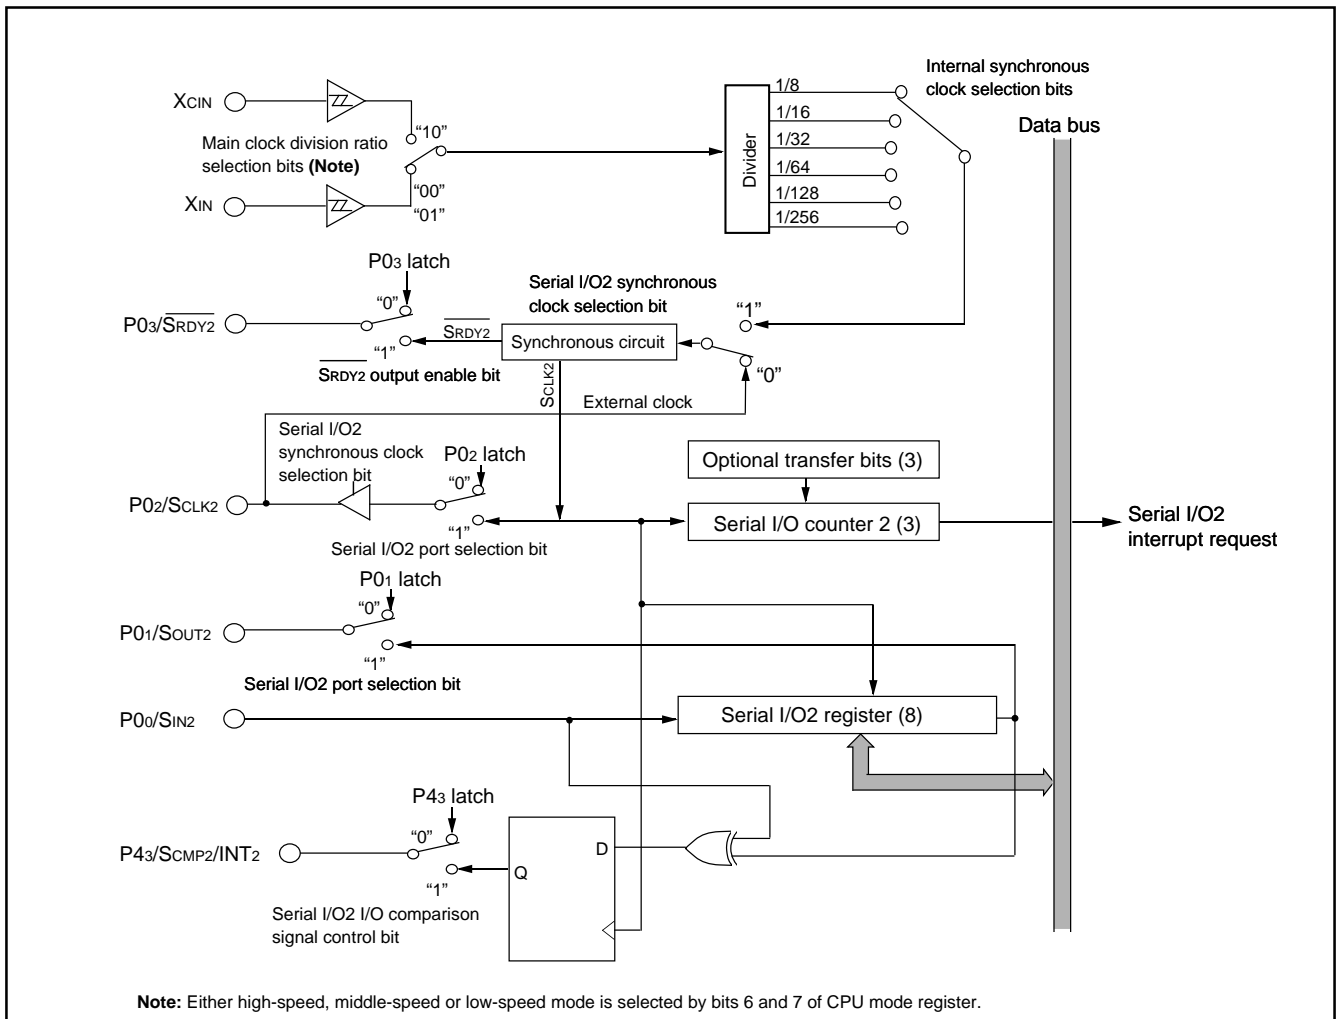 XCIN
Main clock division ratio
selection bits (Note)
“10”
XIN
“00”
“01”
Divider
1/8
1/16
1/32
1/64
1/128
1/256
Internal synchronous
clock selection bits
Data bus
P03 latch
P03/SRDY2
“0”
“1”
SRDY2
SRDY2 output enable bit
Serial I/O2 synchronous
clock selection bit
Synchronous circuit
“1”
“0”
SCLK2
External clock
Serial I/O2
synchronous clock
selection bit
P02 latch
P02/SCLK2
“0”
“1”
Serial I/O2 port selection bit
Optional transfer bits (3)
Serial I/O counter 2 (3)
Serial I/O2
interrupt request
P01 latch
P01/SOUT2
“0”
“1”
Serial I/O2 port selection bit
P00/SIN2
Serial I/O2 register (8)
P43 latch
P43/SCMP2/INT2
“0”
“1”
D
Q
Serial I/O2 I/O comparison
signal control bit
Note: Either high-speed, middle-speed or low-speed mode is selected by bits 6 and 7 of CPU mode register.